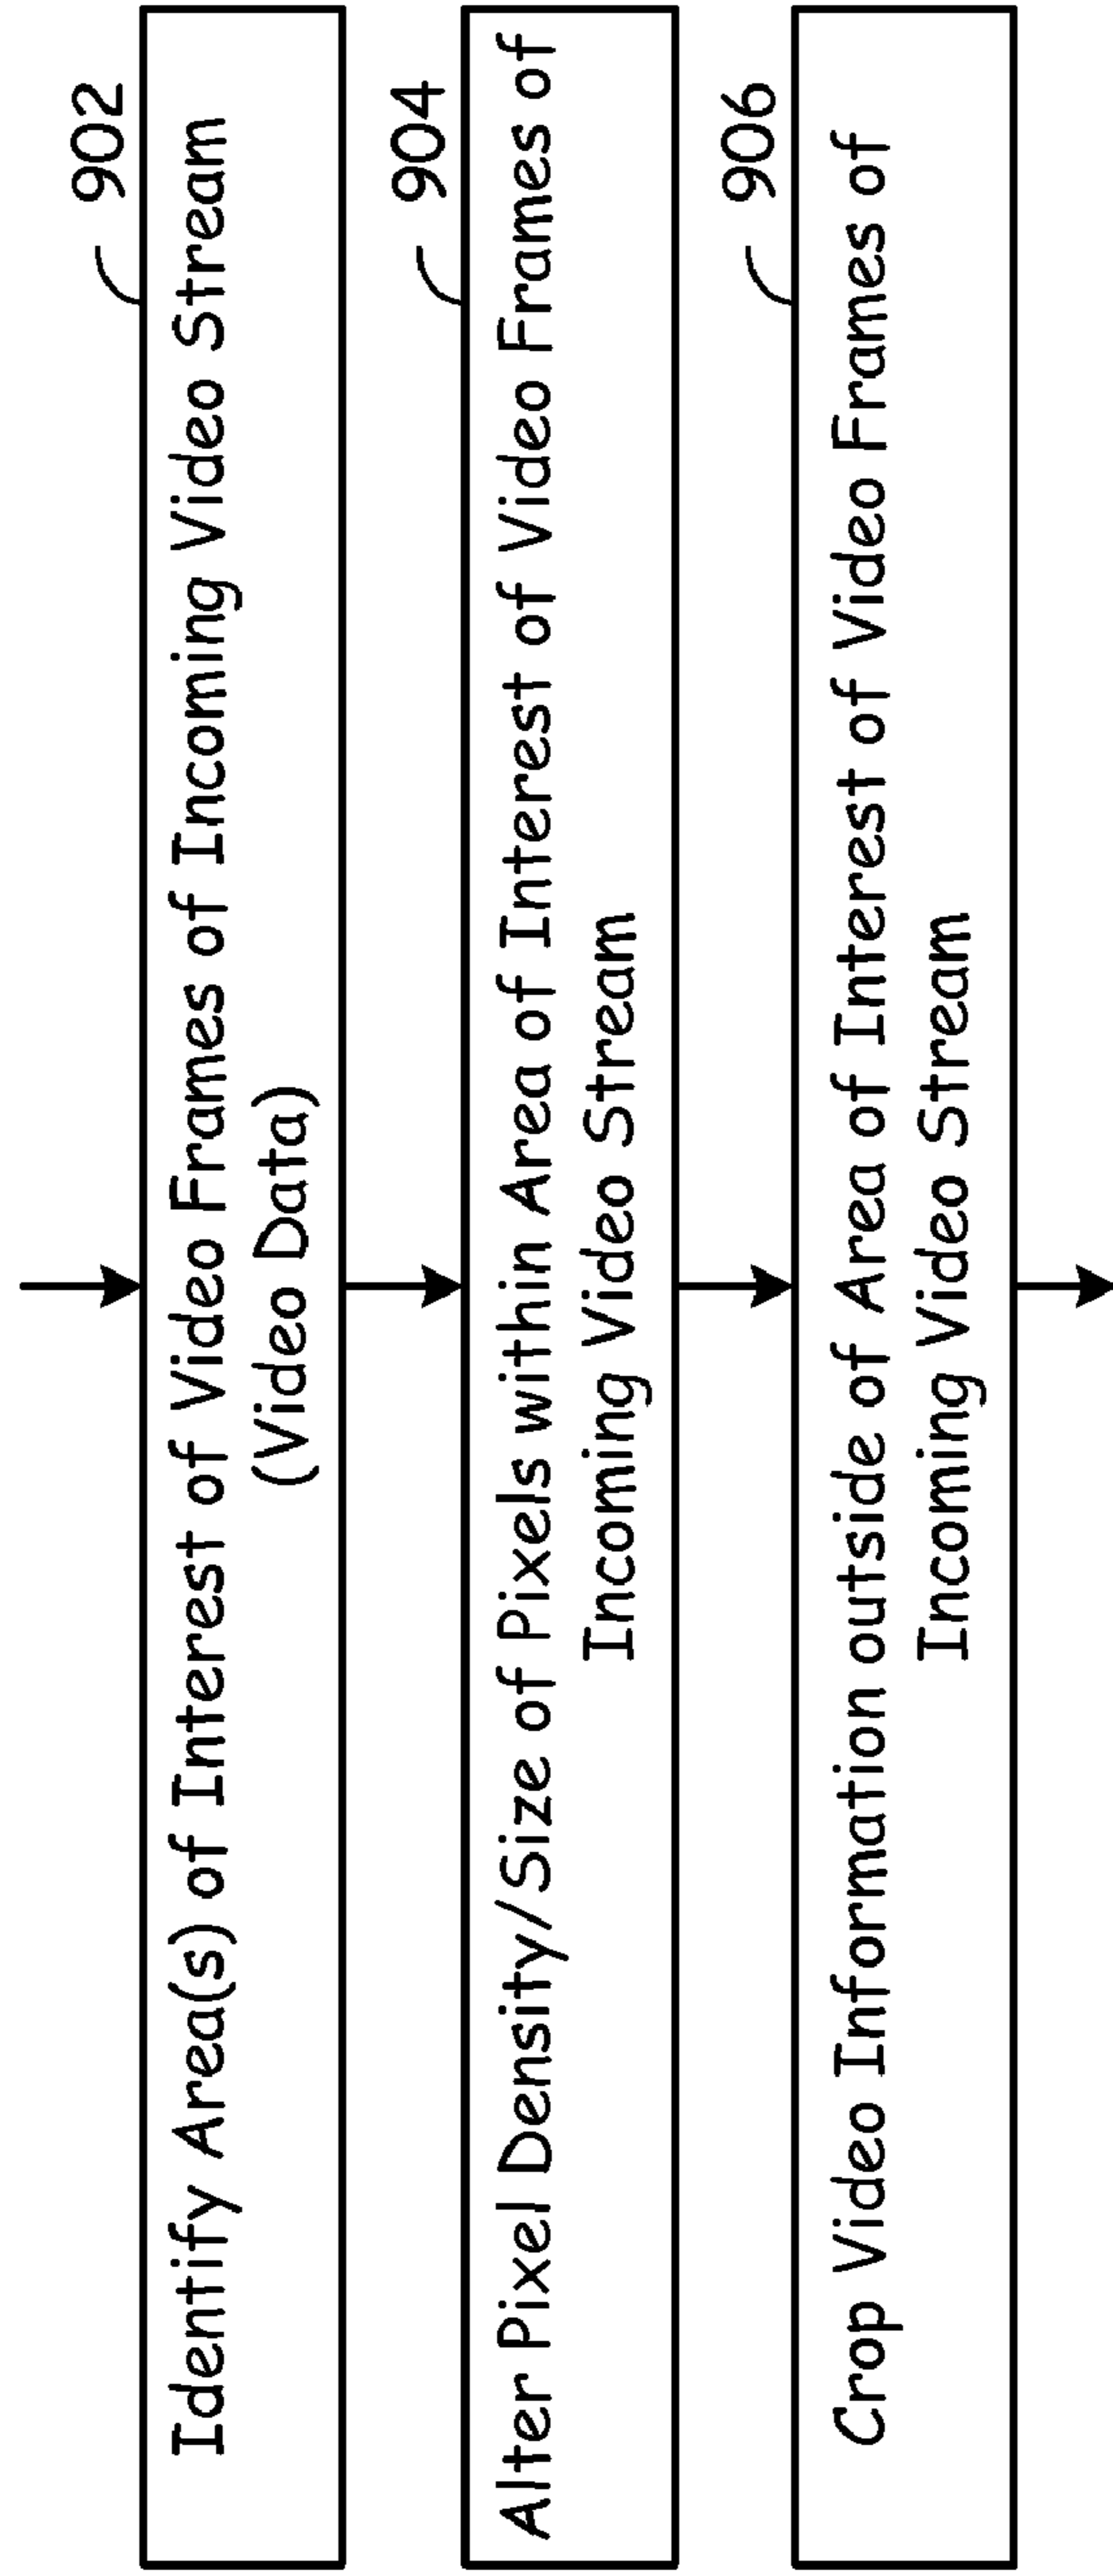 902
Identify Area(s) of Interest of Video Frames of Incoming Video Stream
(Video Data)
904
Alter Pixel Density/Size of Pixels within Area of Interest of Video Frames of
Incoming Video Stream
906
Crop Video Information outside of Area of Interest of Video Frames of
Incoming Video Stream